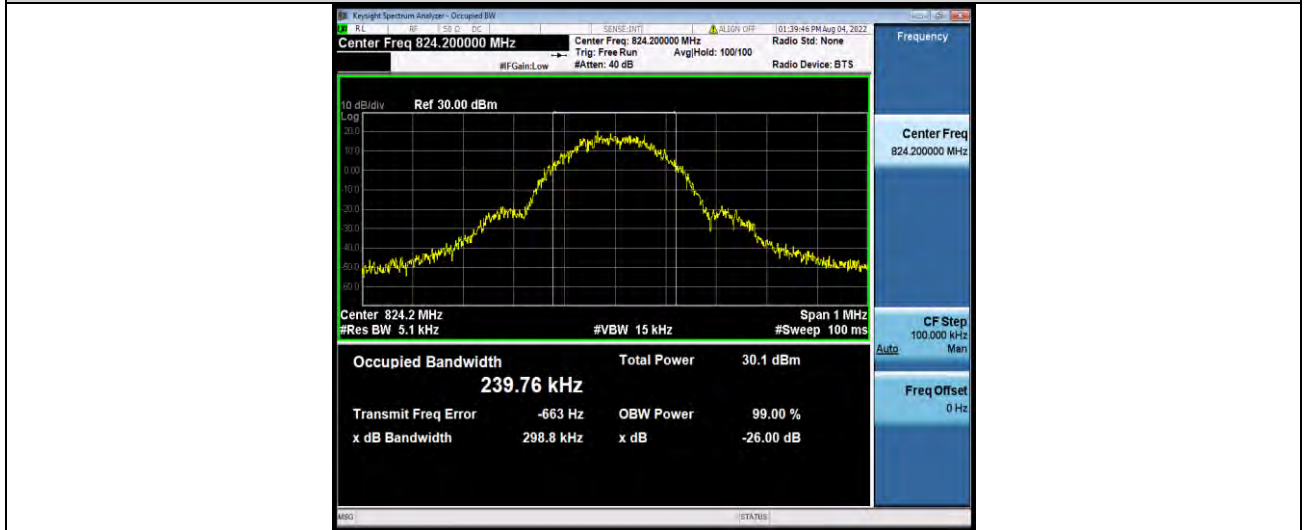 Keysight Spectrum Analyzer - Occupied BW
RL RF 50 Ω DC SENSE:INT ALIGN OFF 01:39:46 PM Aug 04, 2022
Center Freq 824.200000 MHz
Center Freq: 824.200000 MHz Radio Std: None
Trig: Free Run Avg|Hold: 100/100
#IFGain:Low #Atten: 40 dB Radio Device: BTS
Frequency
10 dB/div Ref 30.00 dBm
Log
20.0
10.0
0.00
-10.0
-20.0
-30.0
-40.0
-50.0
-60.0
Center Freq
824.200000 MHz
Center 824.2 MHz Span 1 MHz
#Res BW 5.1 kHz #VBW 15 kHz #Sweep 100 ms
CF Step
100.000 kHz
Auto Man
Occupied Bandwidth Total Power 30.1 dBm
239.76 kHz
Freq Offset
0 Hz
Transmit Freq Error -663 Hz OBW Power 99.00 %
x dB Bandwidth 298.8 kHz x dB -26.00 dB
MSG STATUS